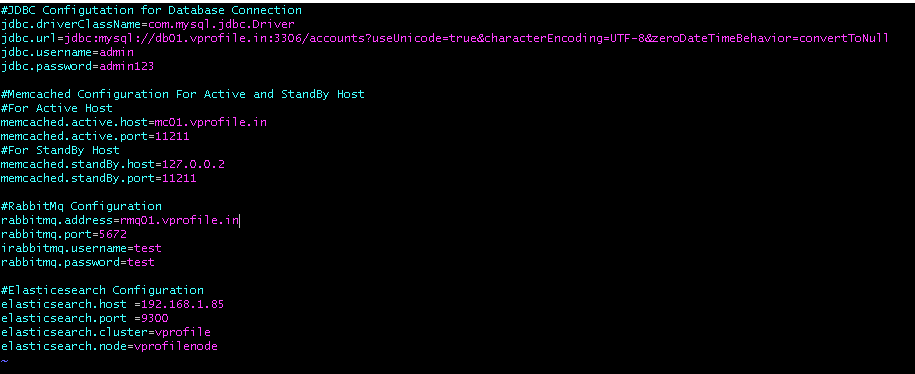 #JDBC Configutation for Database Connection
jdbc.driverClassName=com.mysql.jdbc.Driver
jdbc.url=jdbc:mysql://db01.vprofile.in:3306/accounts?useUnicode=true&characterEncoding=UTF-8&zeroDateTimeBehavior=convertToNull
jdbc.username=admin
jdbc.password=admin123
#Memcached Configuration For Active and StandBy Host
#For Active Host
memcached.active.host=mc01.vprofile.in
memcached.active.port=11211
#For StandBy Host
memcached.standBy.host=127.0.0.2
memcached.standBy.port=11211
#RabbitMq Configuration
rabbitmq.address=rmq01.vprofile.in
rabbitmq.port=5672
irabbitmq.username=test
rabbitmq.password=test
#Elasticesearch Configuration
elasticsearch.host =192.168.1.85
elasticsearch.port =9300
elasticsearch.cluster=vprofile
elasticsearch.node=vprofilenode
~